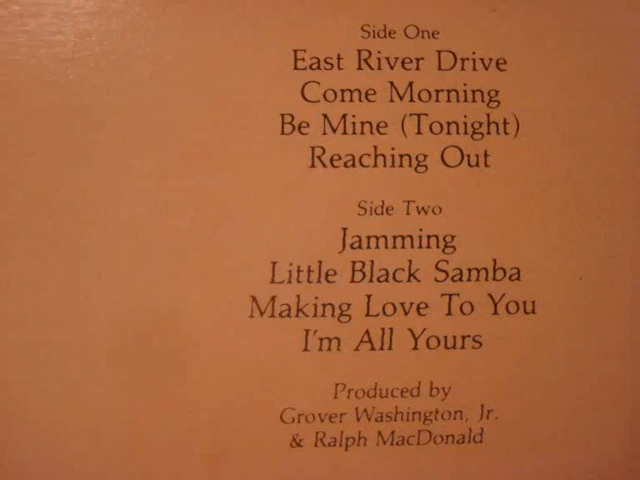 Side One
East River Drive
Come Morning
Be Mine (Tonight)
Reaching Out
Side Two
Jamming
Little Black Samba
Making Love To You
I'm All Yours
Produced by
Grover Washington, Jr.
& Ralph MacDonald